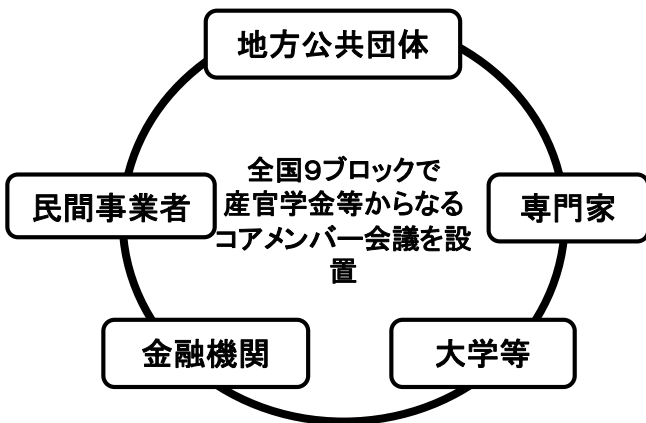 地方公共団体
全国9ブロックで
産官学金等からなる
コアメンバー会議を設
置
民間事業者
専門家
金融機関
大学等